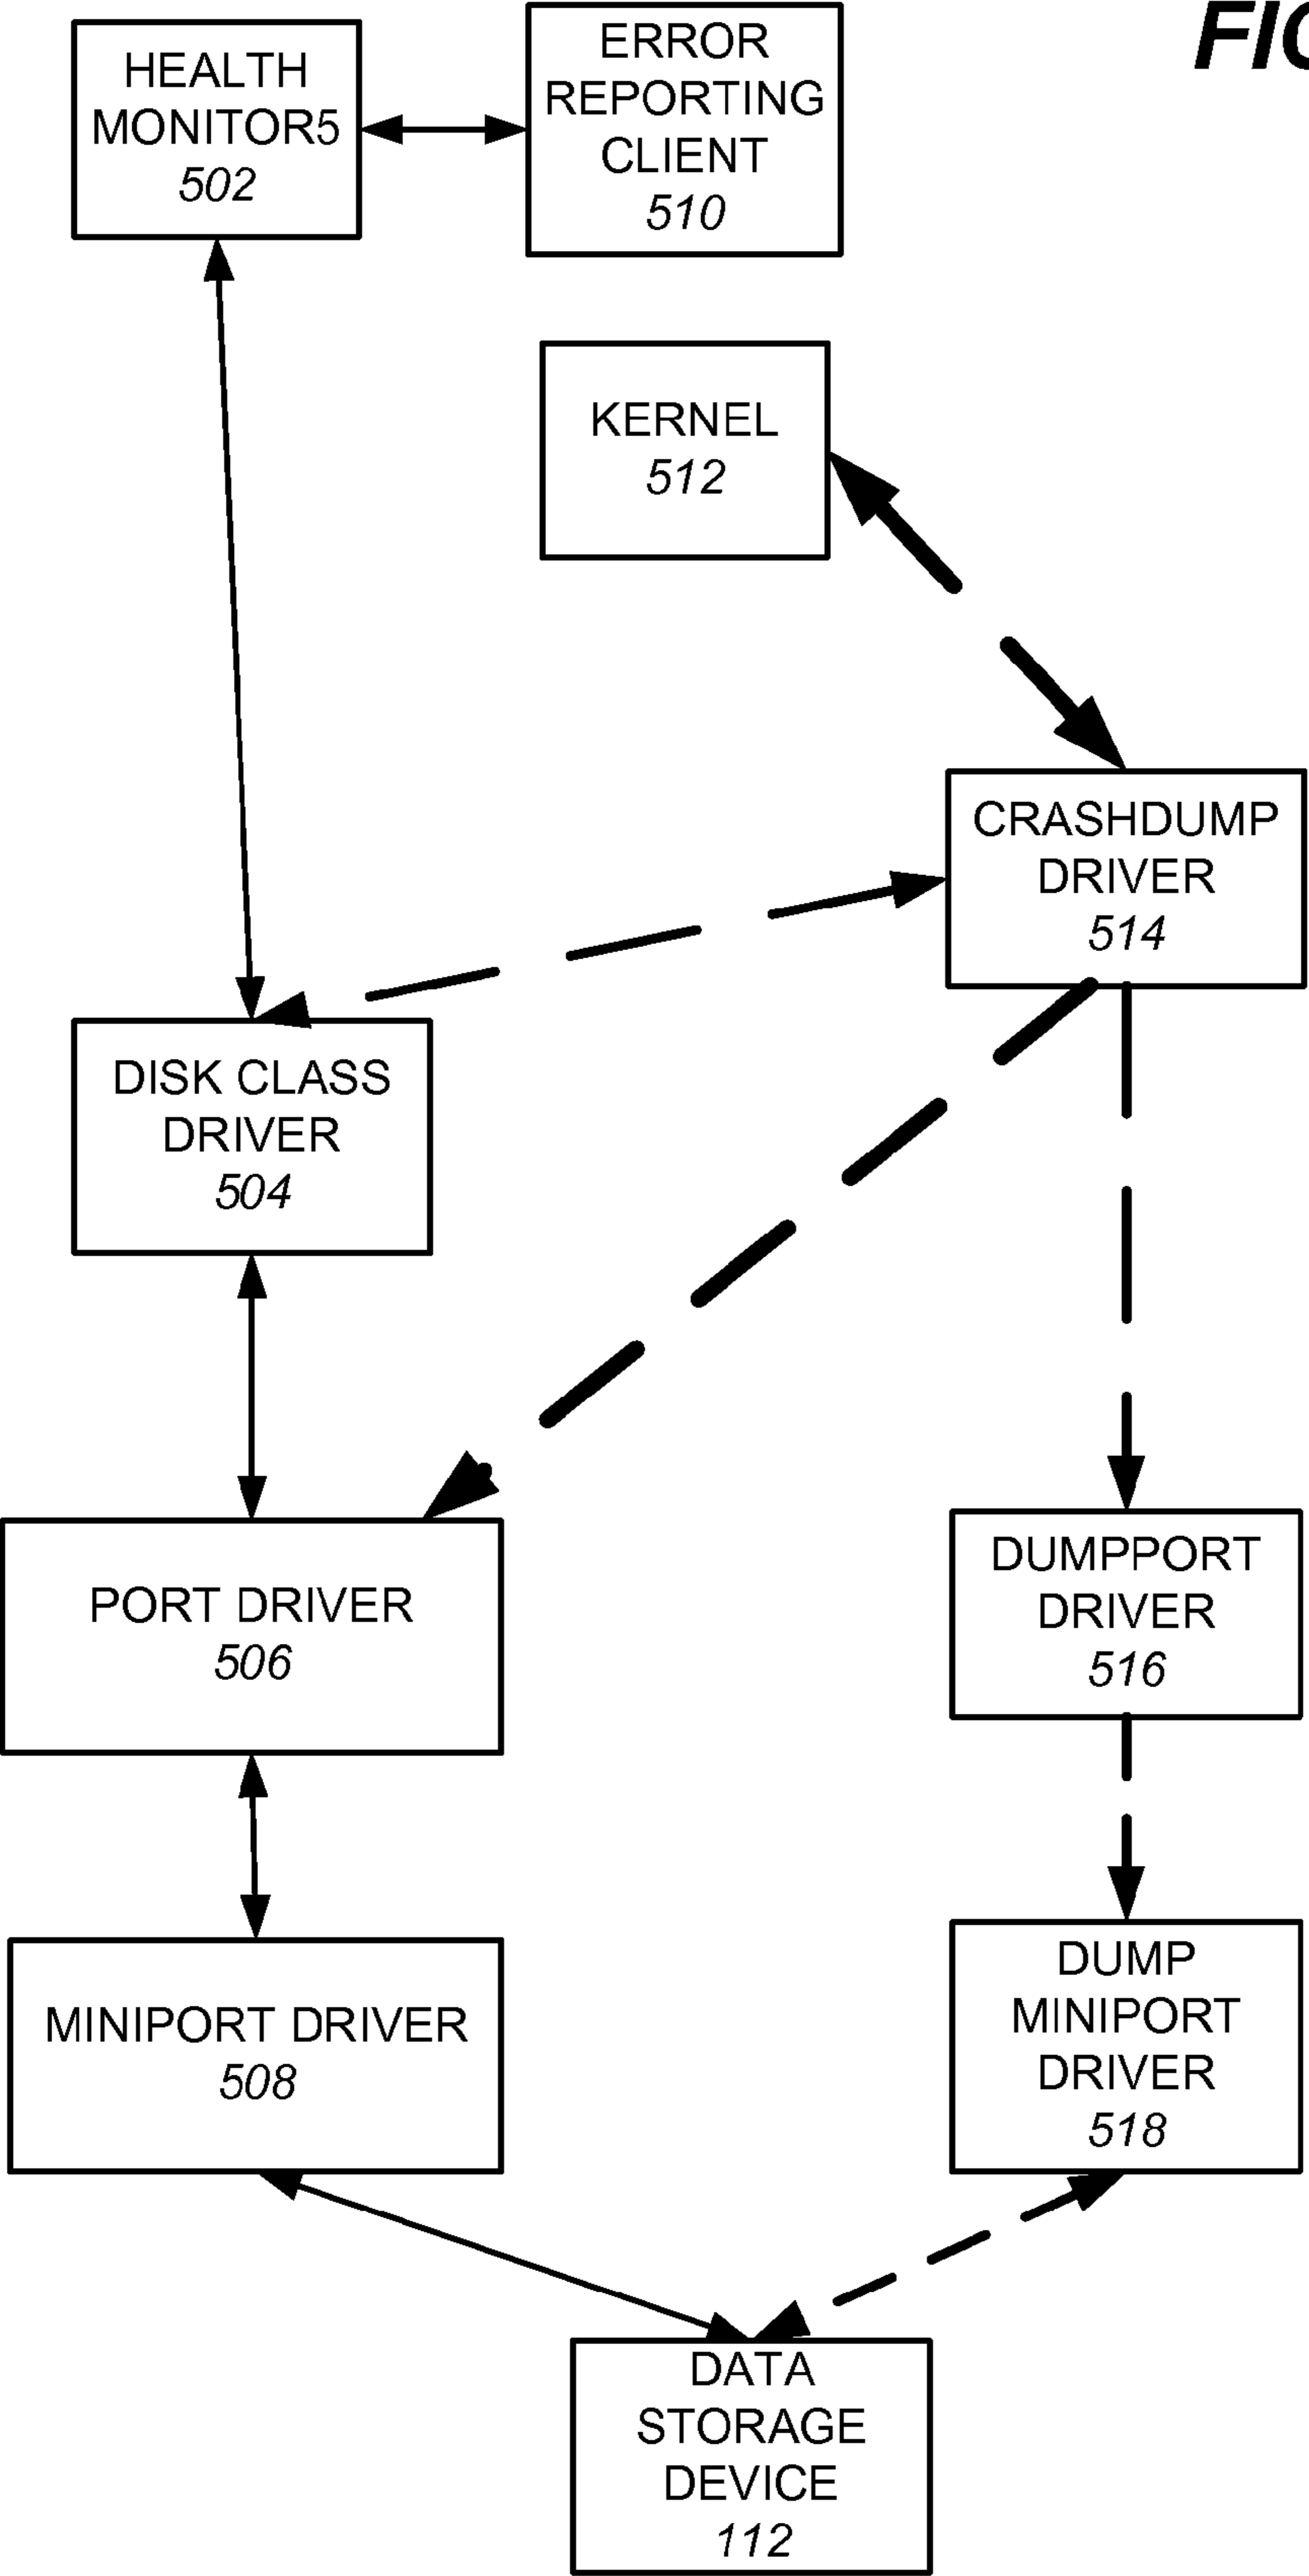 FIG
HEALTH
MONITOR5
502
ERROR
REPORTING
CLIENT
510
KERNEL
512
CRASHDUMP
DRIVER
514
DISK CLASS
DRIVER
504
PORT DRIVER
506
DUMPPORT
DRIVER
516
MINIPORT DRIVER
508
DUMP
MINIPORT
DRIVER
518
DATA
STORAGE
DEVICE
112